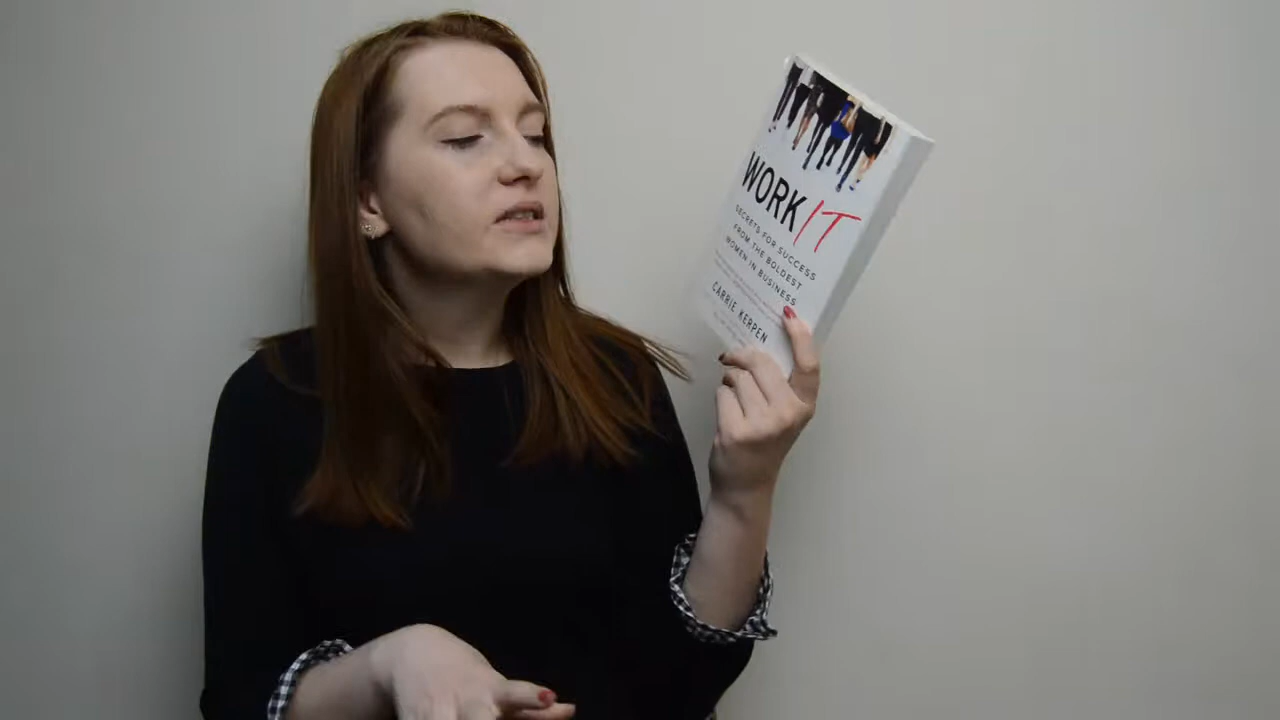 WORK IT
SECRETS FOR SUCCESS
FROM THE BOLDEST
WOMEN IN BUSINESS
CARRIE KERPEN